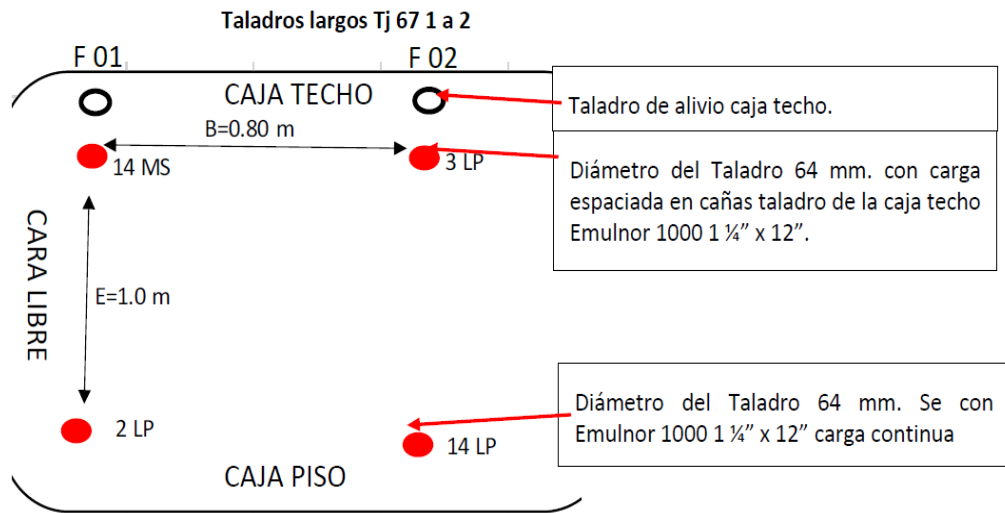 Taladros largos Tj 67 1 a 2
F 01
F 02
CAJA TECHO
B=0.80 m
14 MS
3 LP
CARA LIBRE
E=1.0 m
2 LP
14 LP
CAJA PISO
Taladro de alivio caja techo.
Diámetro del Taladro 64 mm. con carga
espaciada en cañas taladro de la caja techo
Emulnor 1000 1 ¼” x 12”.
Diámetro del Taladro 64 mm. Se con
Emulnor 1000 1 ¼” x 12” carga continua